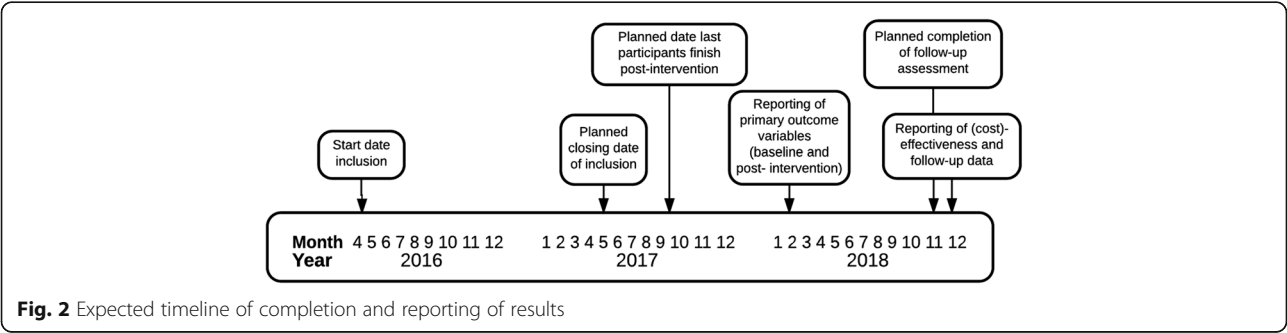 Planned date last
participants finish
post-intervention
Planned completion
of follow-up
assessment
Reporting of
primary outcome
variables
(baseline and
post- intervention)
Planned
closing date
of inclusion
Reporting of (cost)-
effectiveness and
follow-up data
Start date
inclusion
Month 4 5 6 7 8 9 10 11 12 1 2 3 4 5 6 7 8 9 10 11 12 1 2 3 4 5 6 7 8 9 10 11 12
Year 2016 2017 2018
Fig. 2 Expected timeline of completion and reporting of results